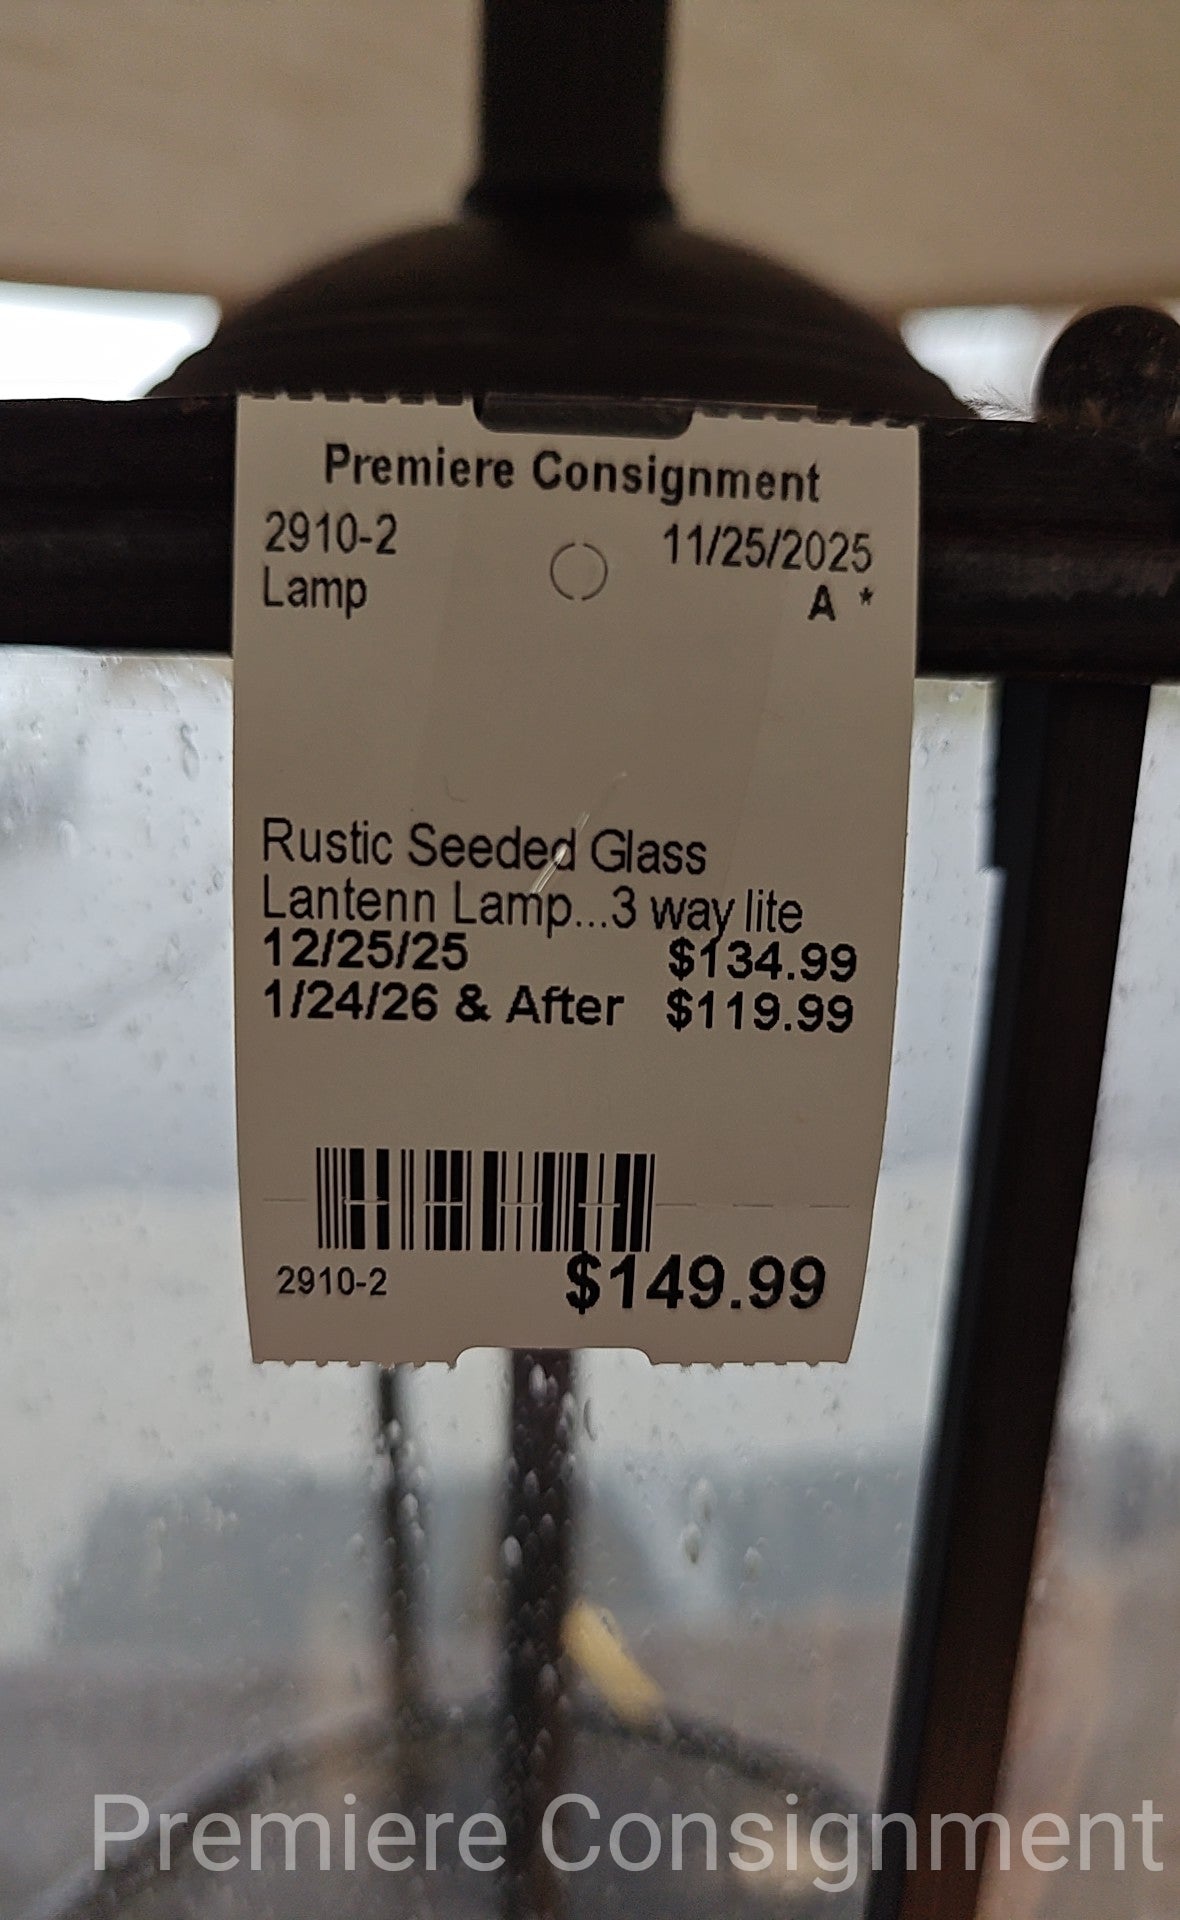 Premiere Consignment
2910-2 11/25/2025
Lamp A *
Rustic Seeded Glass
Lantenn Lamp...3 way lite
12/25/25 $134.99
1/24/26 & After $119.99
2910-2 $149.99
Premiere Consignment